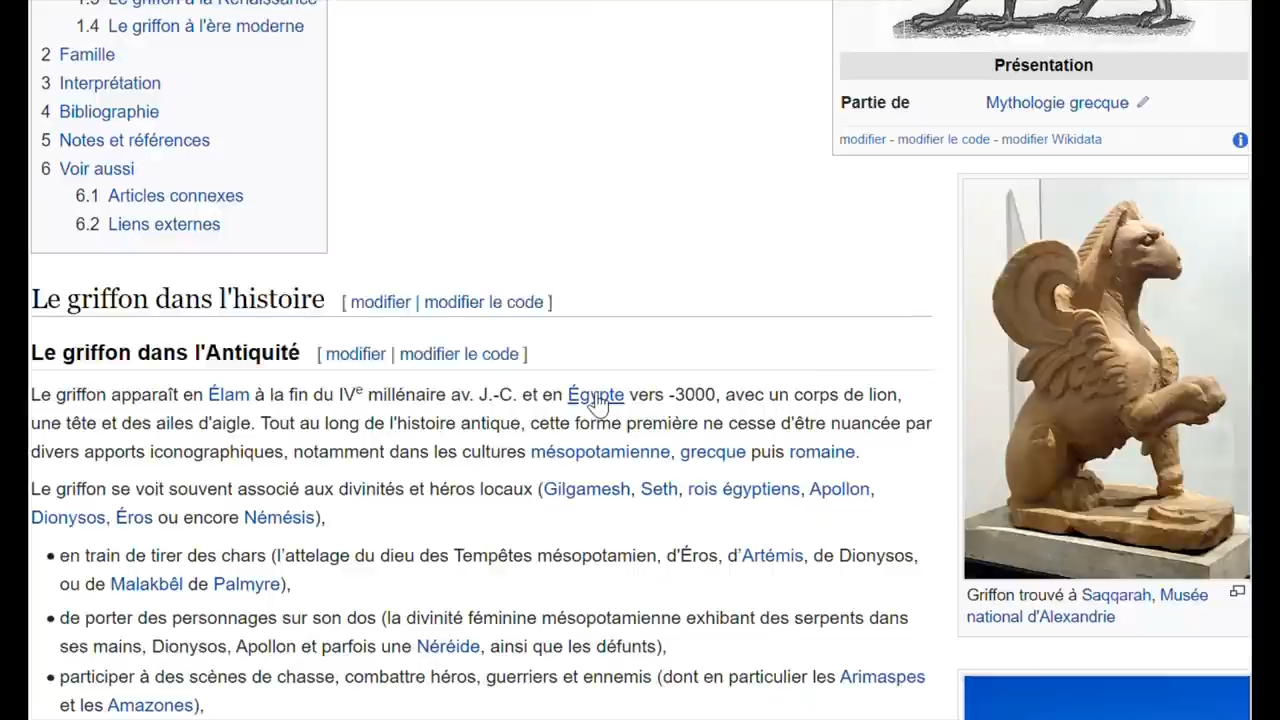 1.3 Le griffon à la Renaissance
1.4 Le griffon à l'ère moderne
2 Famille
3 Interprétation
4 Bibliographie
5 Notes et références
6 Voir aussi
6.1 Articles connexes
6.2 Liens externes
Présentation
Partie de Mythologie grecque
modifier - modifier le code - modifier Wikidata
Le griffon dans l'histoire [ modifier | modifier le code ]
Le griffon dans l'Antiquité [ modifier | modifier le code ]
Le griffon apparaît en Élam à la fin du IVe millénaire av. J.-C. et en Égypte vers -3000, avec un corps de lion,
une tête et des ailes d'aigle. Tout au long de l'histoire antique, cette forme première ne cesse d'être nuancée par
divers apports iconographiques, notamment dans les cultures mésopotamienne, grecque puis romaine.
Le griffon se voit souvent associé aux divinités et héros locaux (Gilgamesh, Seth, rois égyptiens, Apollon,
Dionysos, Éros ou encore Némésis),
• en train de tirer des chars (l'attelage du dieu des Tempêtes mésopotamien, d'Éros, d'Artémis, de Dionysos,
ou de Malakbêl de Palmyre),
• de porter des personnages sur son dos (la divinité féminine mésopotamienne exhibant des serpents dans
ses mains, Dionysos, Apollon et parfois une Néréide, ainsi que les défunts),
• participer à des scènes de chasse, combattre héros, guerriers et ennemis (dont en particulier les Arimaspes
et les Amazones),
Griffon trouvé à Saqqarah, Musée
national d'Alexandrie